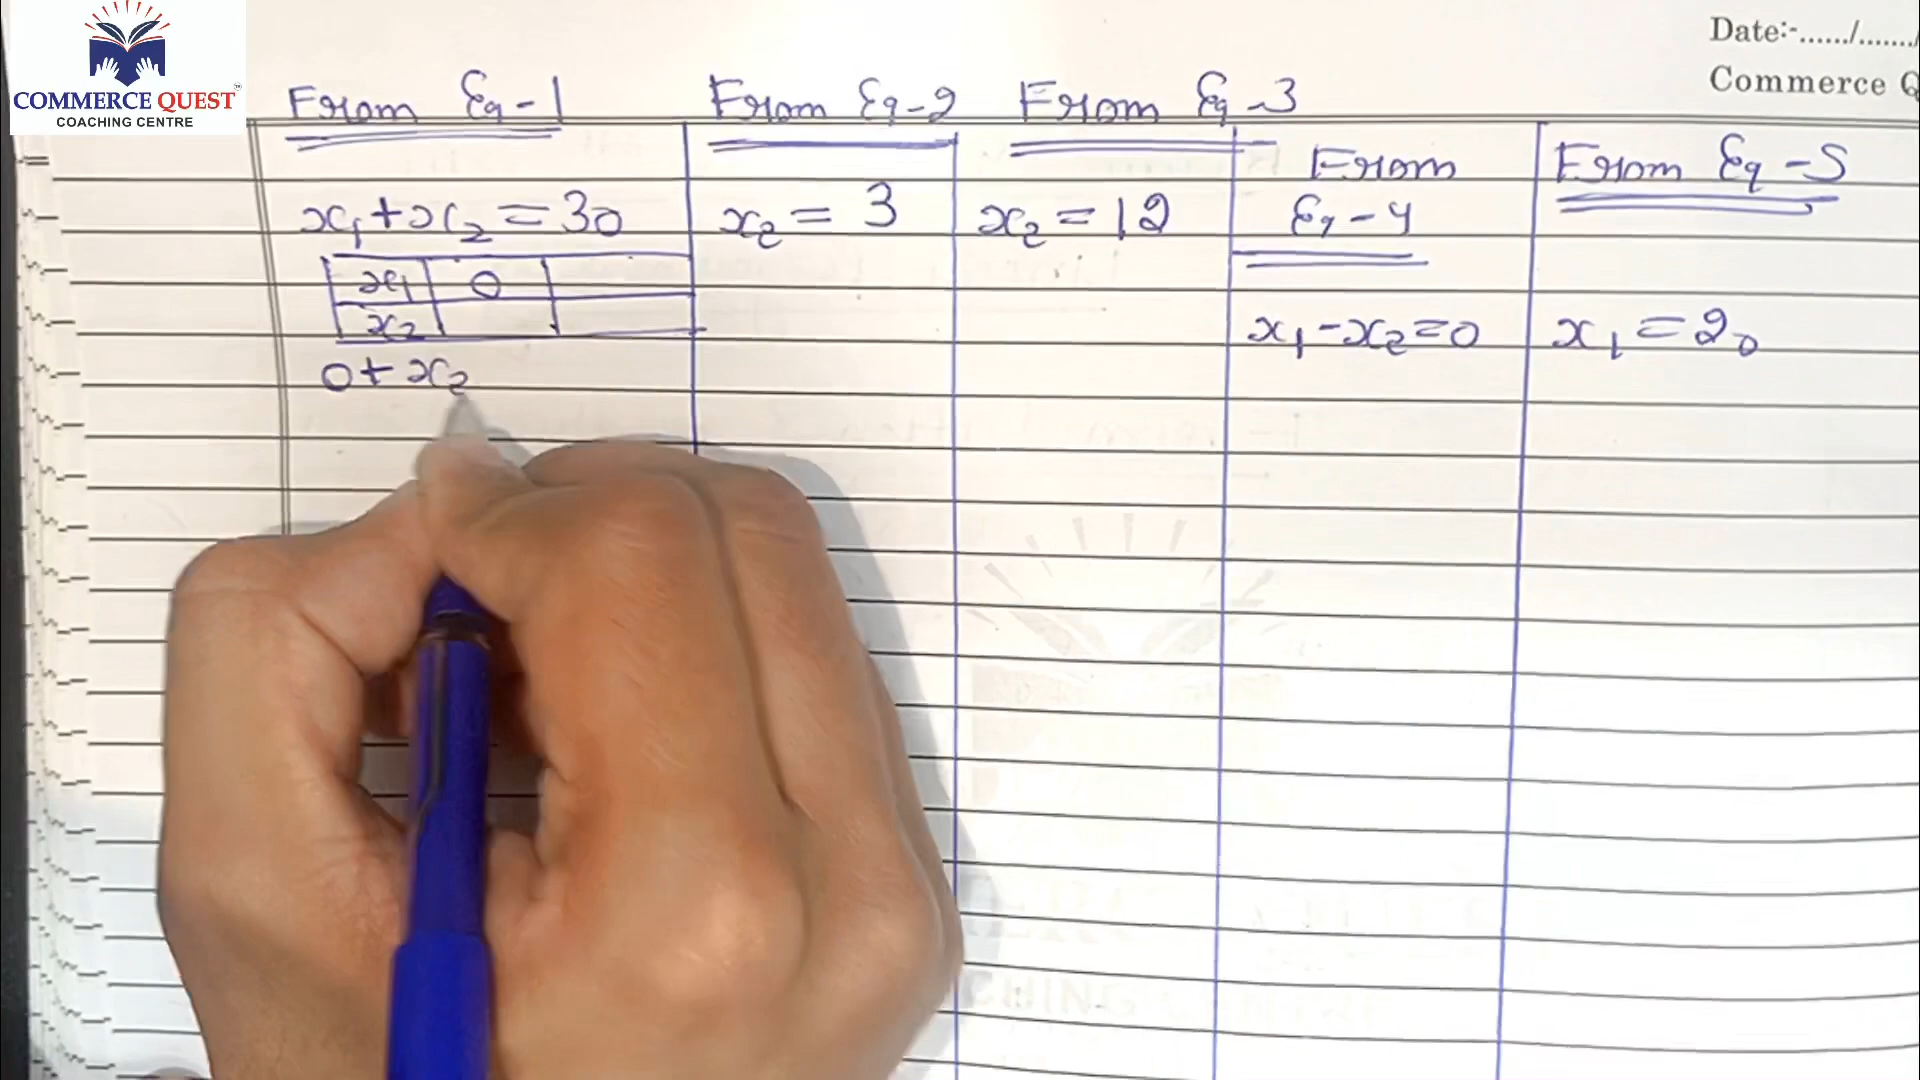 COMMERCE QUEST
COACHING CENTRE
Date:-....../.......
Commerce Q
From Eq-1
x₁+x₂=30
x₁ 0
x₂
0+x₂
From Eq-2
x₂ = 3
From Eq-3
x₂=12
From
Eq-4
x₁-x₂=0
From Eq-5
x₁=20